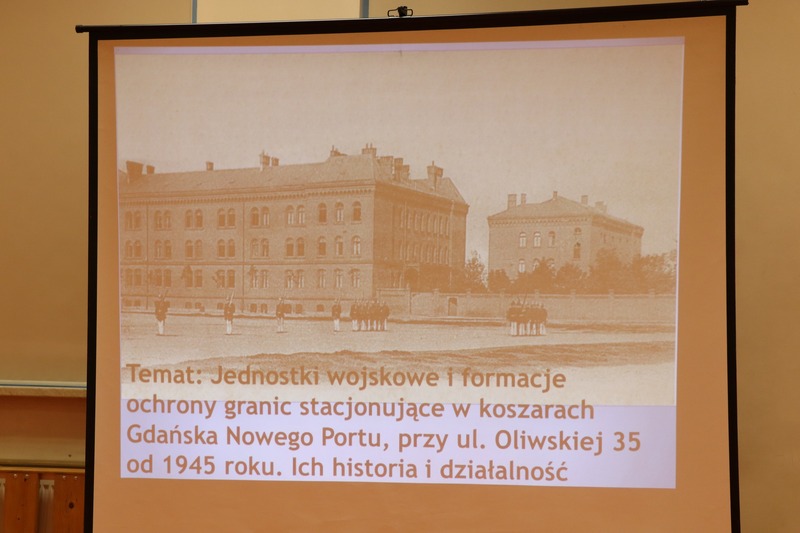 Temat: Jednostki wojskowe i formacje
ochrony granic stacjonujące w koszarach
Gdańska Nowego Portu, przy ul. Oliwskiej 35
od 1945 roku. Ich historia i działalność